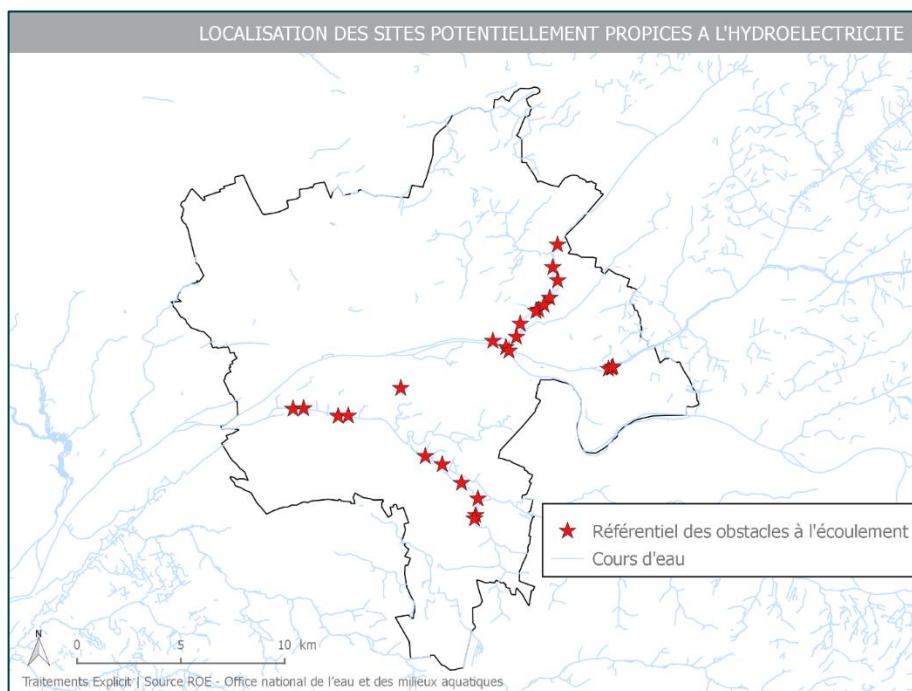 LOCALISATION DES SITES POTENTIELLEMENT PROPICES A L'HYDROELECTRICITE
Référentiel des obstacles à l'écoulement
Cours d'eau
N
0 5 10 km
Traitements Explicit | Source ROE - Office national de l'eau et des milieux aquatiques